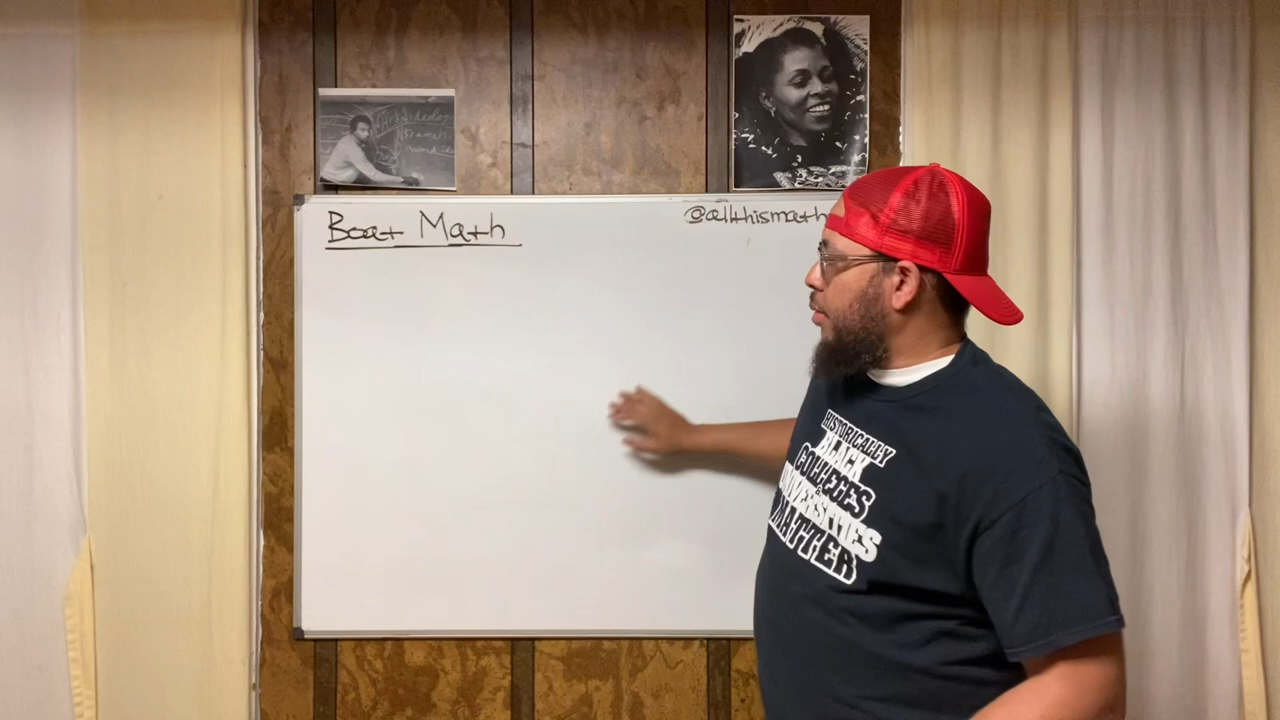 Boat Math
@allthismath
HISTORICALLY
BLACK
COLLEGES
&
UNIVERSITIES
MATTER